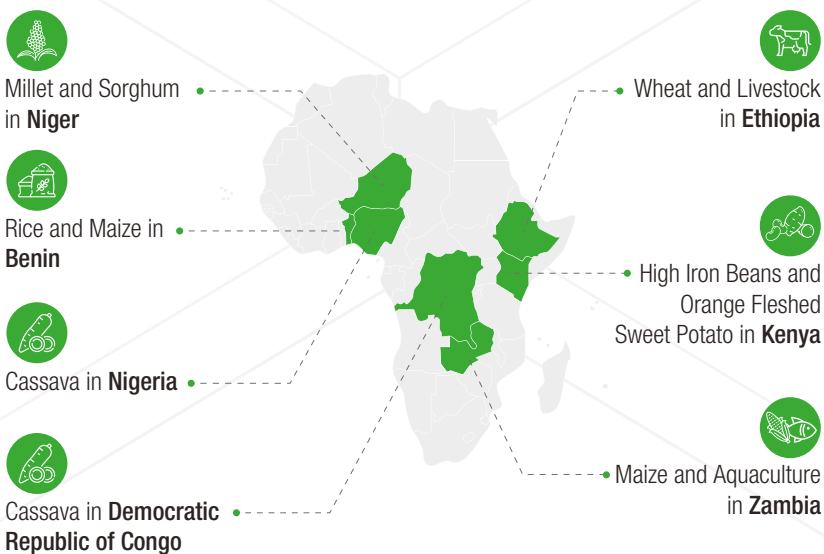 Millet and Sorghum
in Niger
Rice and Maize in
Benin
Cassava in Nigeria
Cassava in Democratic
Republic of Congo
Wheat and Livestock
in Ethiopia
High Iron Beans and
Orange Fleshed
Sweet Potato in Kenya
Maize and Aquaculture
in Zambia